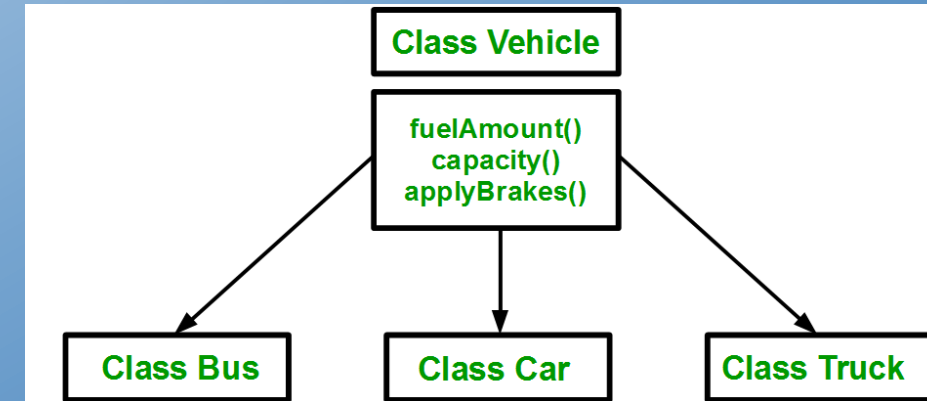 Class Vehicle
fuelAmount()
capacity()
applyBrakes()
Class Bus
Class Car
Class Truck